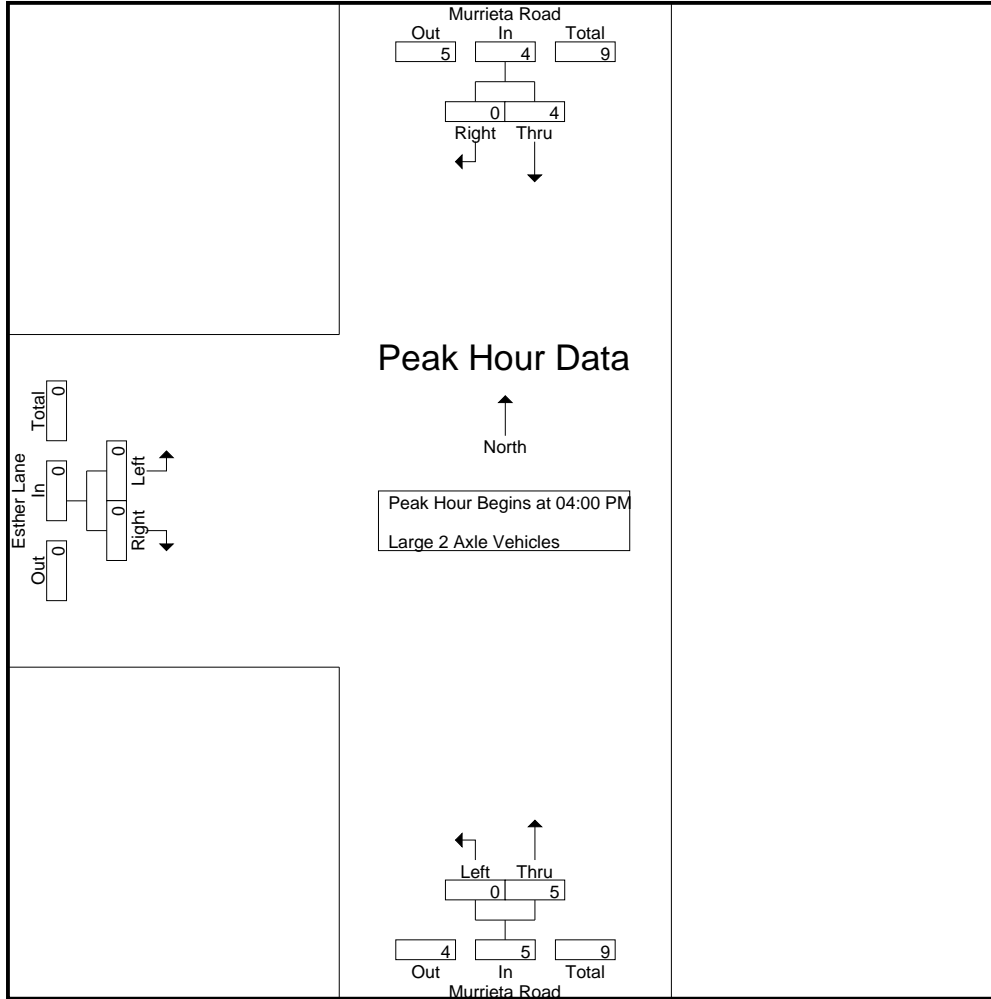 Murrieta Road
Out In Total
5 4 9
0 4
Right Thru
Peak Hour Data
North
Peak Hour Begins at 04:00 PM
Large 2 Axle Vehicles
Esther Lane
Out In Total
0 0 0
Right Left
0 0
Left Thru
0 5
4 5 9
Out In Total
Murrieta Road